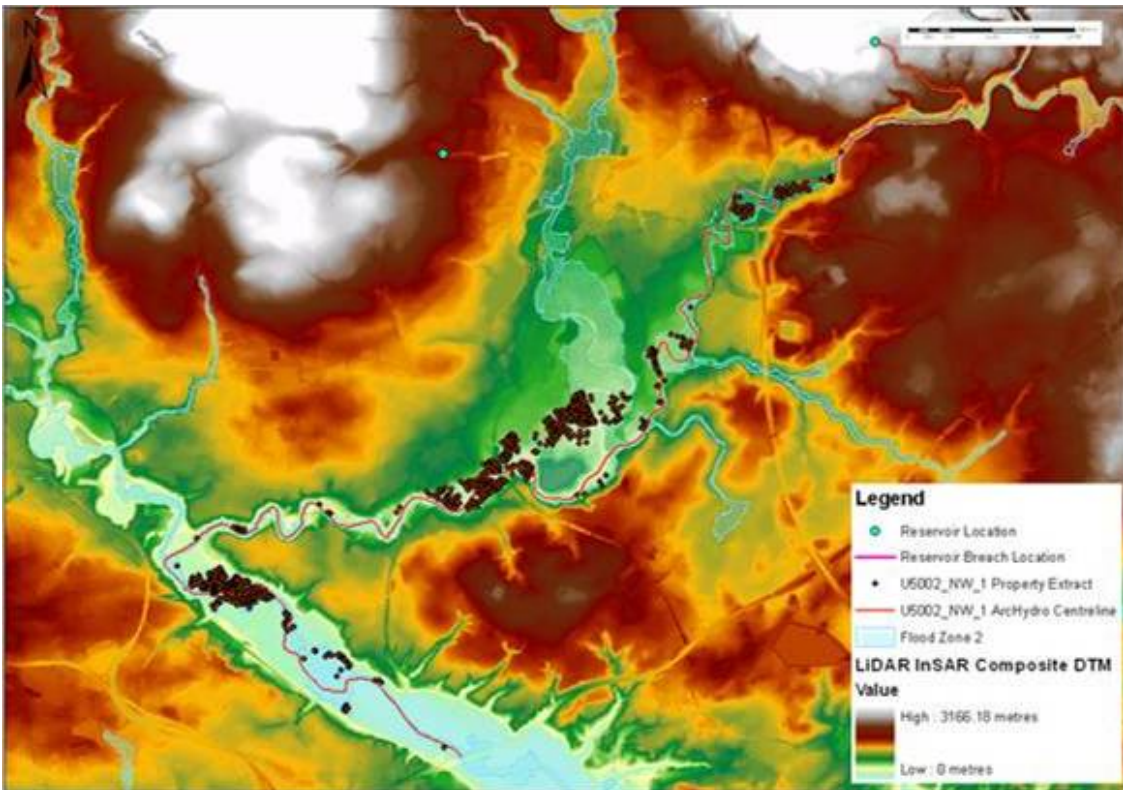 N
Legend
Reservoir Location
Reservoir Breach Location
U5002_NW_1 Property Extract
U5002_NW_1 ArcHydro Centreline
Flood Zone 2
LiDAR InSAR Composite DTM
Value
High : 3166.18 metres
Low : 8 metres